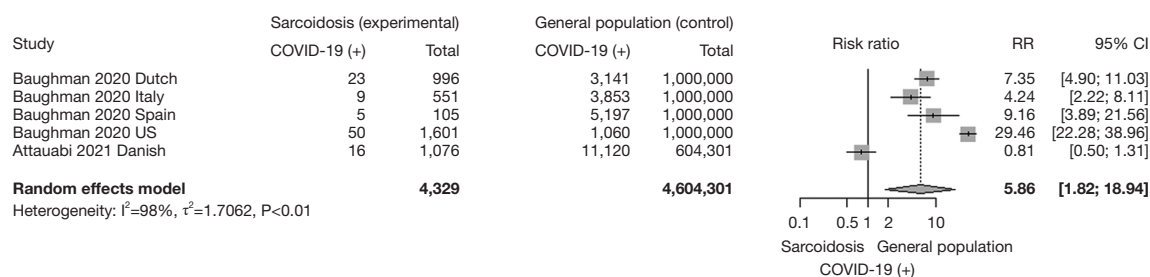 Sarcoidosis (experimental) General population (control)
Study COVID-19 (+) Total COVID-19 (+) Total Risk ratio RR 95% CI
Baughman 2020 Dutch 23 996 3,141 1,000,000 7.35 [4.90; 11.03]
Baughman 2020 Italy 9 551 3,853 1,000,000 4.24 [2.22; 8.11]
Baughman 2020 Spain 5 105 5,197 1,000,000 9.16 [3.89; 21.56]
Baughman 2020 US 50 1,601 1,060 1,000,000 29.46 [22.28; 38.96]
Attauabi 2021 Danish 16 1,076 11,120 604,301 0.81 [0.50; 1.31]
Random effects model 4,329 4,604,301 5.86 [1.82; 18.94]
Heterogeneity: I²=98%, τ²=1.7062, P<0.01
0.1 0.5 1 2 10
Sarcoidosis General population
COVID-19 (+)